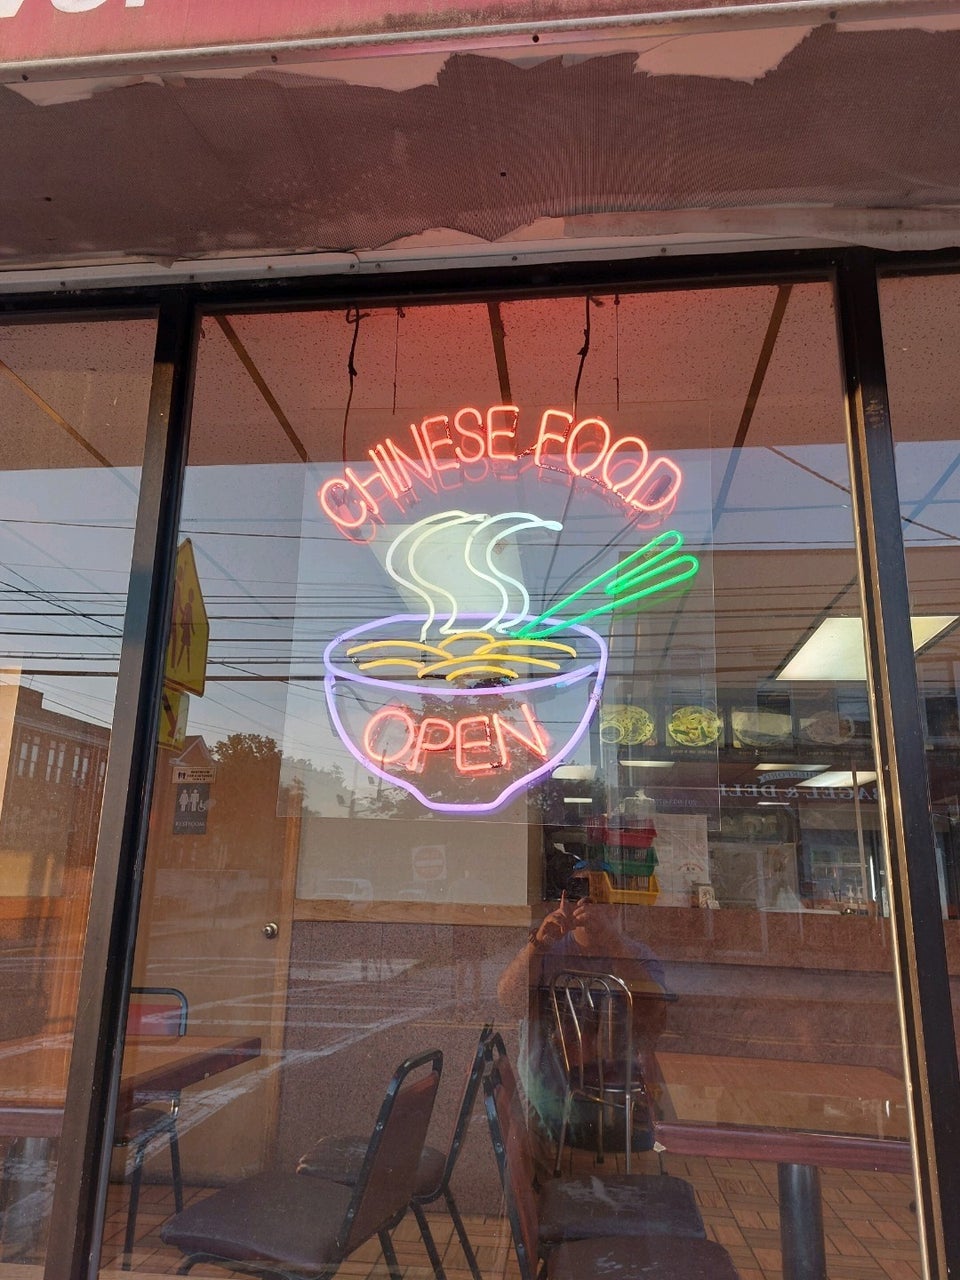 CHINESE FOOD
OPEN
RESTROOM
BAGEL & DELI